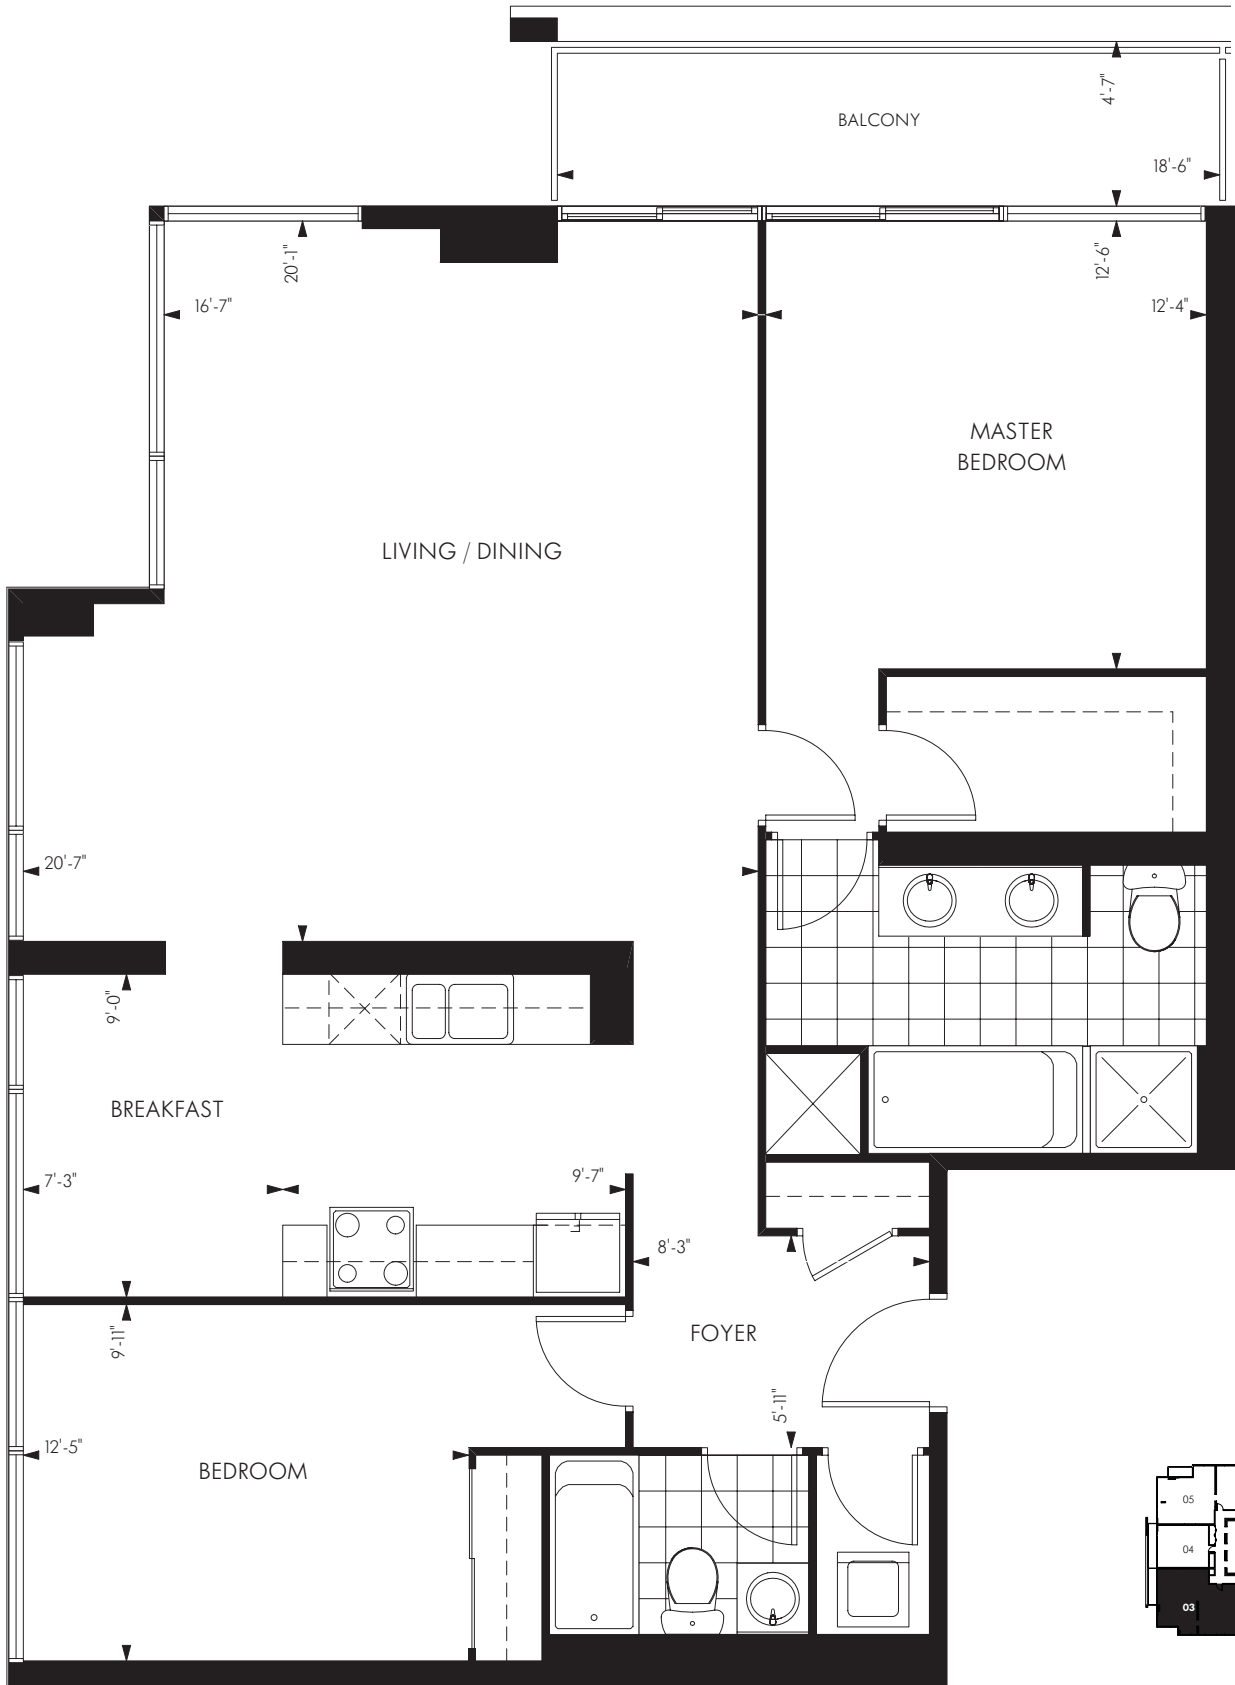 4'-7"
BALCONY
18'-6"
20'-1"
12'-6"
16'-7"
12'-4"
MASTER
BEDROOM
LIVING / DINING
20'-7"
9'-0"
BREAKFAST
7'-3"
9'-7"
8'-3"
FOYER
9'-11"
5'-11"
12'-5"
BEDROOM
05
04
03